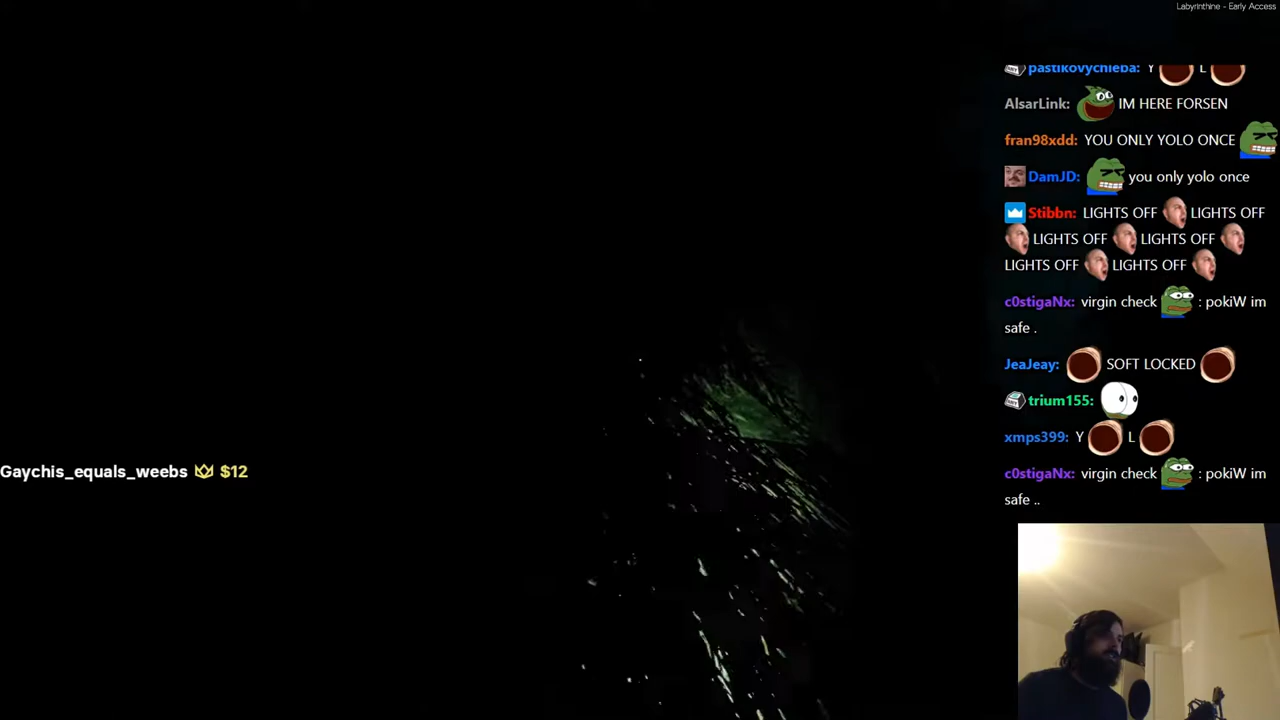 Labyrinthine - Early Access
pastikovychleba: Y L
AlsarLink: IM HERE FORSEN
fran98xdd: YOU ONLY YOLO ONCE
DamJD: you only yolo once
Stibbn: LIGHTS OFF LIGHTS OFF
LIGHTS OFF LIGHTS OFF
LIGHTS OFF LIGHTS OFF
c0stigaNx: virgin check : pokiW im
safe .
JeaJeay: SOFT LOCKED
trium155:
xmps399: Y L
Gaychis_equals_weebs $12
c0stigaNx: virgin check : pokiW im
safe ..